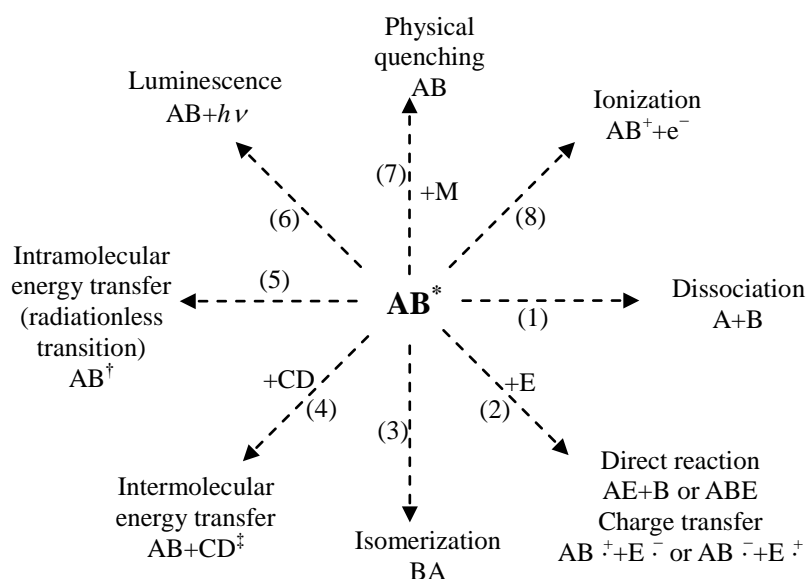 Physical
quenching
AB
Luminescence
AB+hν
Ionization
AB⁺+e⁻
(7)
+M
(6)
(8)
Intramolecular
energy transfer
(radiationless
transition)
AB†
(5)
AB*
(1)
Dissociation
A+B
+CD
(4)
(3)
+E
(2)
Intermolecular
energy transfer
AB+CD‡
Isomerization
BA
Direct reaction
AE+B or ABE
Charge transfer
AB⨪⁺+E⨪⁻ or AB⨪⁻+E⨪⁺